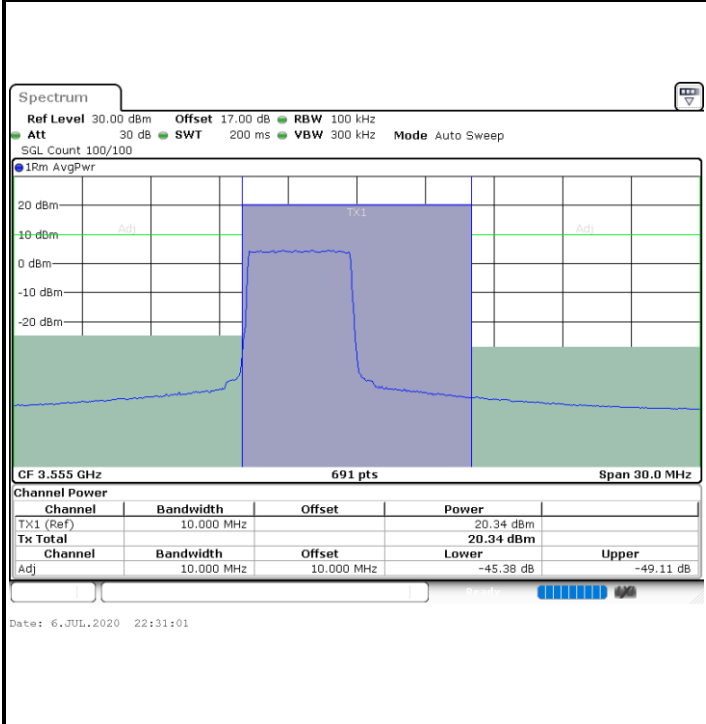 Spectrum
Ref Level 30.00 dBm Offset 17.00 dB RBW 100 kHz
Att 30 dB SWT 200 ms VBW 300 kHz Mode Auto Sweep
SGL Count 100/100
1Rm AvgPwr
20 dBm
TX1
Adj
Adj
10 dBm
0 dBm
-10 dBm
-20 dBm
CF 3.555 GHz 691 pts Span 30.0 MHz
Channel Power
Channel Bandwidth Offset Power
TX1 (Ref) 10.000 MHz 20.34 dBm
Tx Total 20.34 dBm
Channel Bandwidth Offset Lower Upper
Adj 10.000 MHz 10.000 MHz -45.38 dB -49.11 dB
Ready
Date: 6.JUL.2020 22:31:01